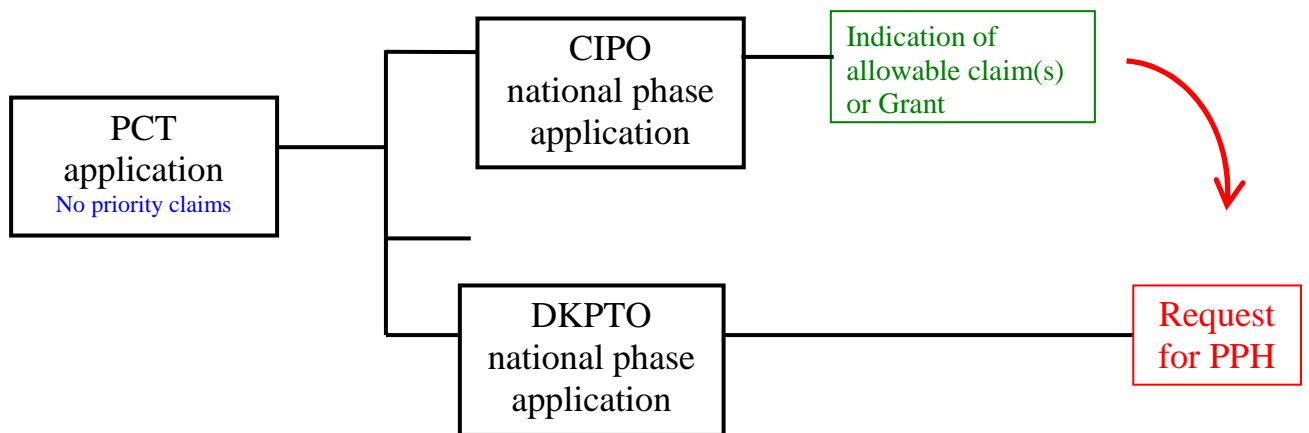 PCT
application
No priority claims
CIPO
national phase
application
Indication of
allowable claim(s)
or Grant
DKPTO
national phase
application
Request
for PPH